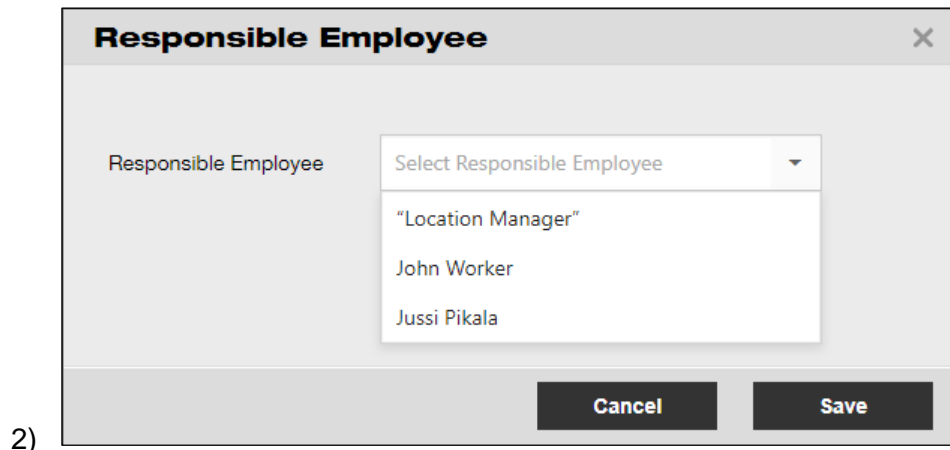 Responsible Employee
Responsible Employee
Select Responsible Employee
“Location Manager”
John Worker
Jussi Pikala
Cancel
Save
2)